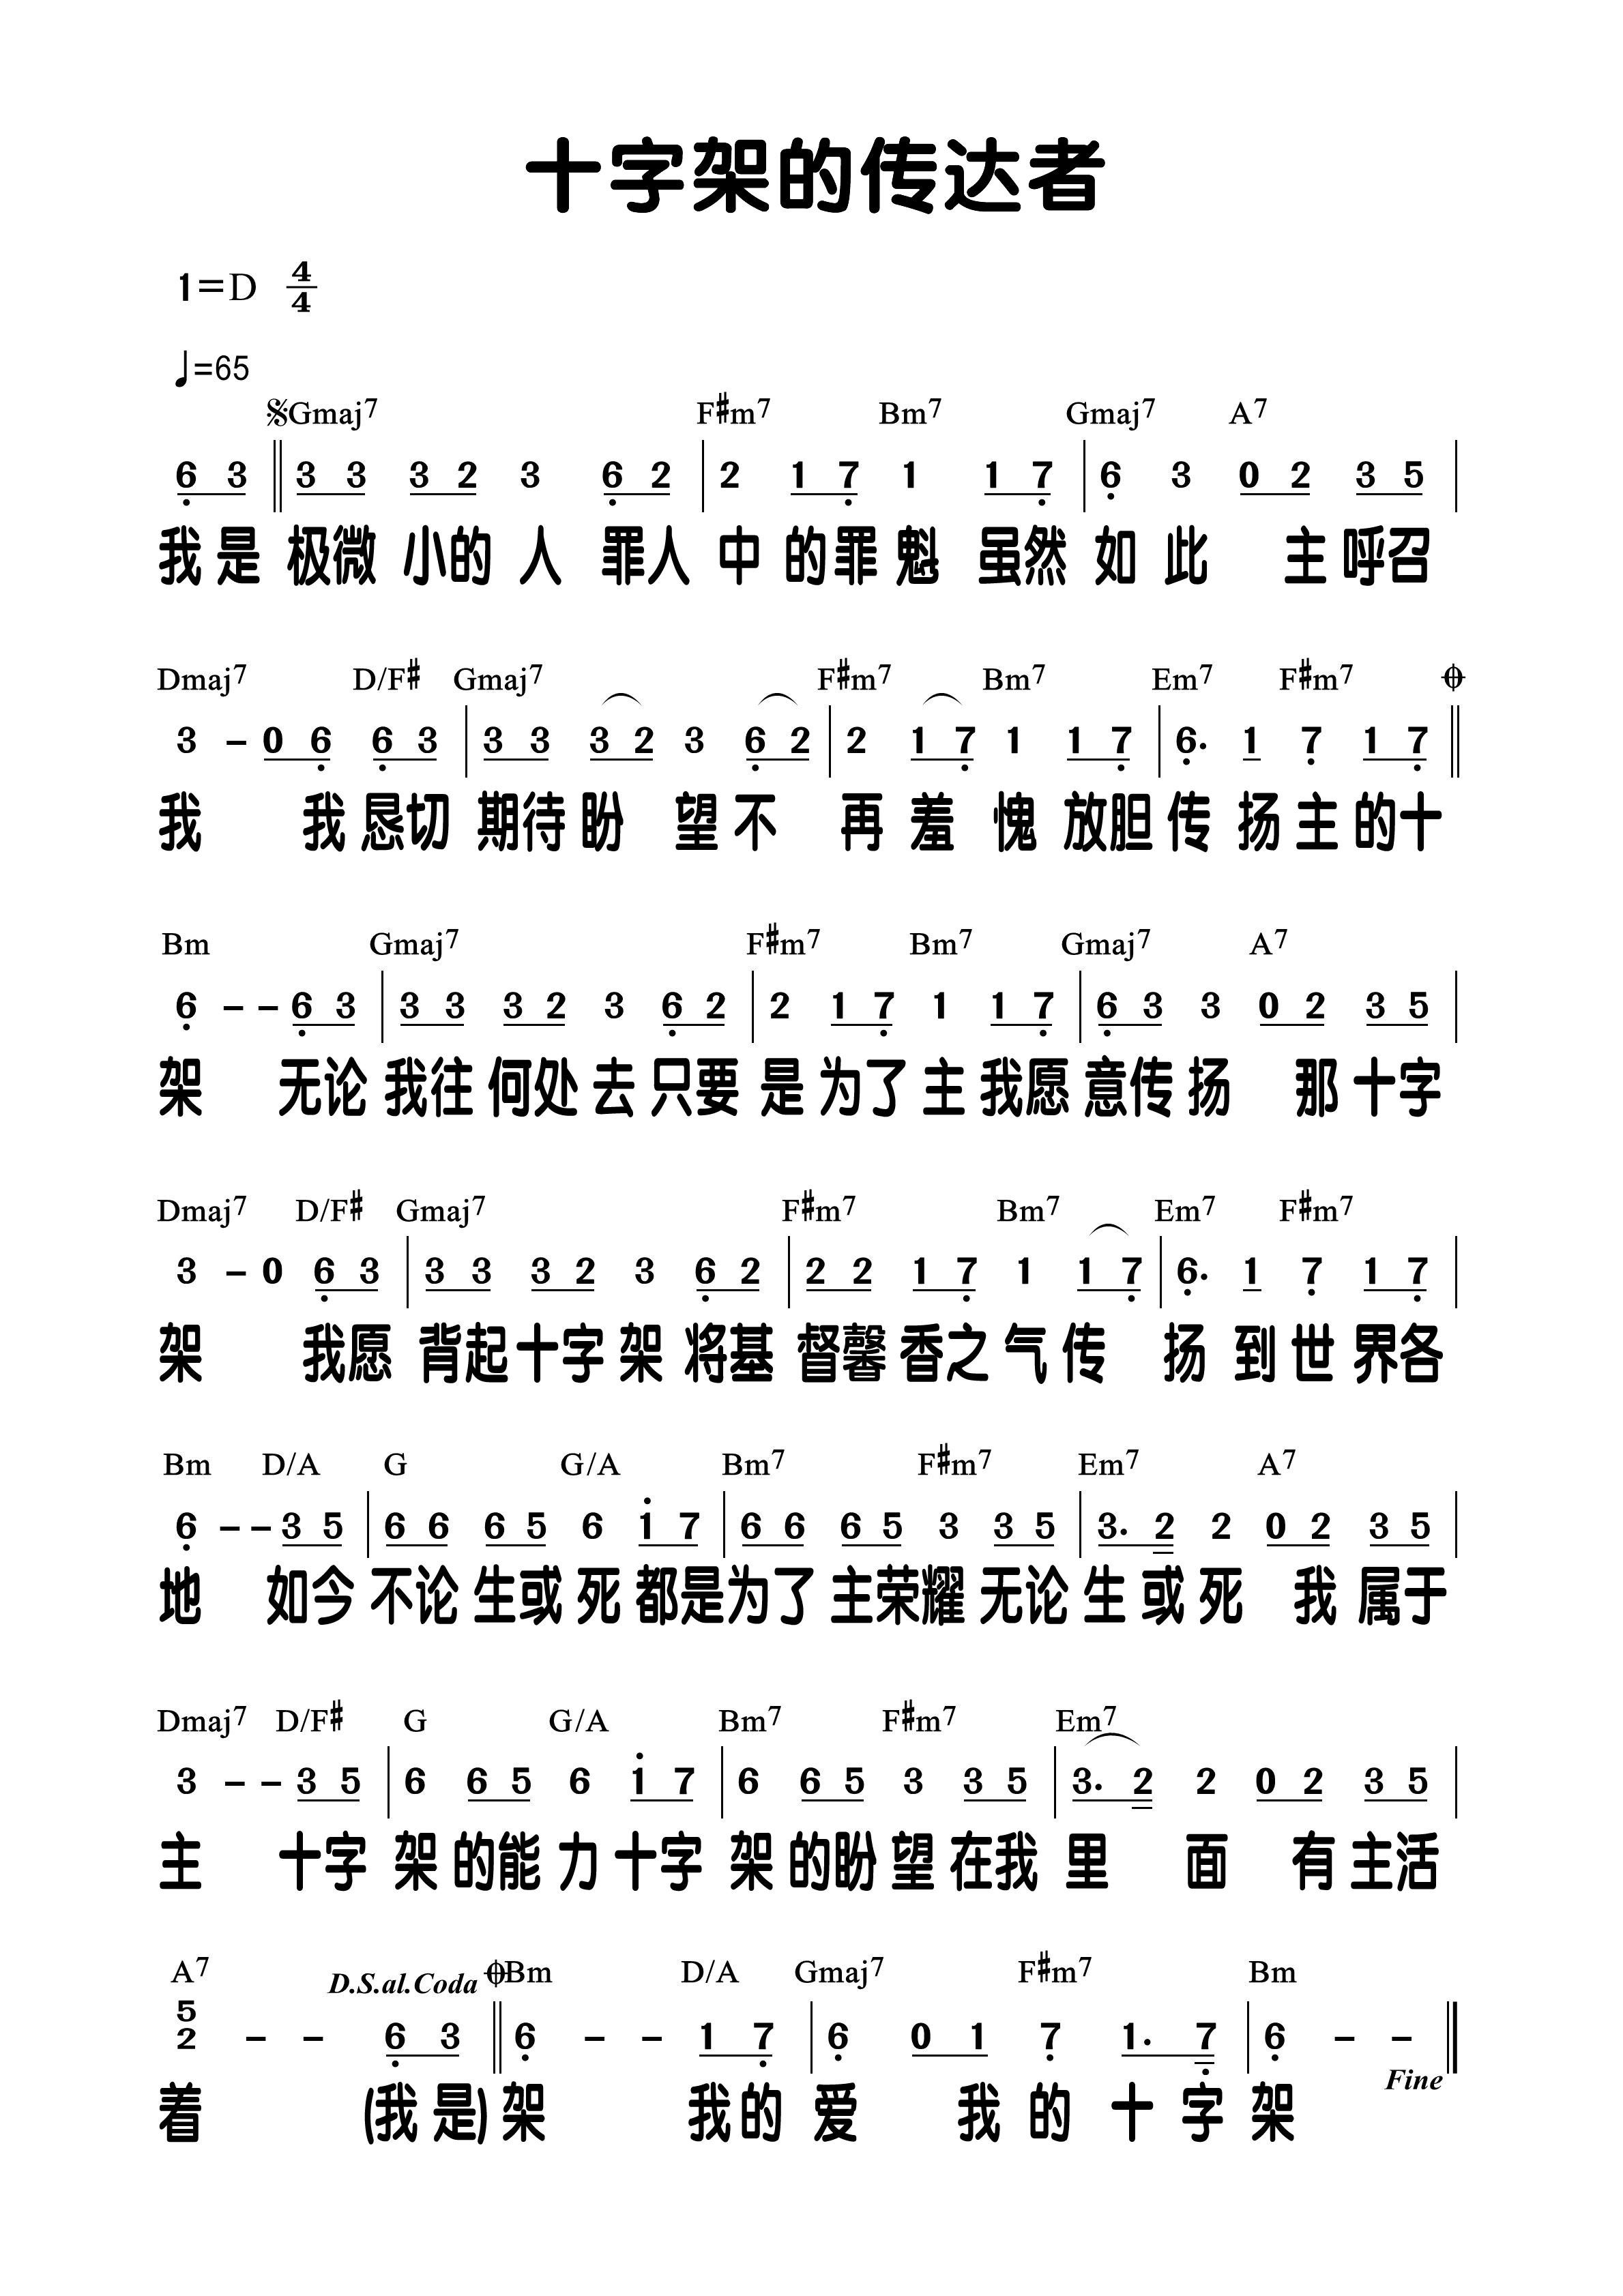 十字架的传达者
1=D 4/4
♩=65
Gmaj7 F#m7 Bm7 Gmaj7 A7
6 3 3 3 3 2 3 6 2 2 1 7 1 1 7 6 3 0 2 3 5
我 是 极微 小的 人 罪人 中 的罪 魁 虽然 如 此 主 呼召
Dmaj7 D/F# Gmaj7 F#m7 Bm7 Em7 F#m7
3 – 0 6 6 3 3 3 3 2 3 6 2 2 1 7 1 1 7 6. 1 7 1 7
我 我 恳切 期待 盼 望 不 再 羞 愧 放胆 传 扬 主 的十
Bm Gmaj7 F#m7 Bm7 Gmaj7 A7
6 – – 6 3 3 3 3 2 3 6 2 2 1 7 1 1 7 6 3 3 0 2 3 5
架 无论 我往 何处 去 只要 是 为了 主 我愿 意传 扬 那 十字
Dmaj7 D/F# Gmaj7 F#m7 Bm7 Em7 F#m7
3 – 0 6 3 3 3 3 2 3 6 2 2 2 1 7 1 1 7 6. 1 7 1 7
架 我愿 背起 十字 架 将基 督馨 香之 气 传 扬 到 世 界各
Bm D/A G G/A Bm7 F#m7 Em7 A7
6 – – 3 5 6 6 6 5 6 1 7 6 6 6 5 3 3 5 3. 2 2 0 2 3 5
地 如今 不论 生或 死 都是 为了 主荣耀 无论 生 或 死 我 属于
Dmaj7 D/F# G G/A Bm7 F#m7 Em7
3 – – 3 5 6 6 5 6 1 7 6 6 5 3 3 5 3. 2 2 0 2 3 5
主 十字 架 的能 力 十字 架 的盼 望 在我 里 面 有 主活
A7 D.S.al.Coda Bm D/A Gmaj7 F#m7 Bm
5
2 – – 6 3 6 – – 1 7 6 0 1 7 1. 7 6 – –
Fine
着 (我 是) 架 我的 爱 我 的 十 字 架